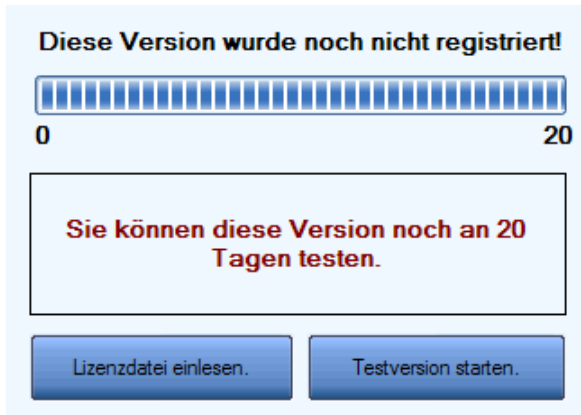 Diese Version wurde noch nicht registriert!
0 20
Sie können diese Version noch an 20
Tagen testen.
Lizenzdatei einlesen. Testversion starten.